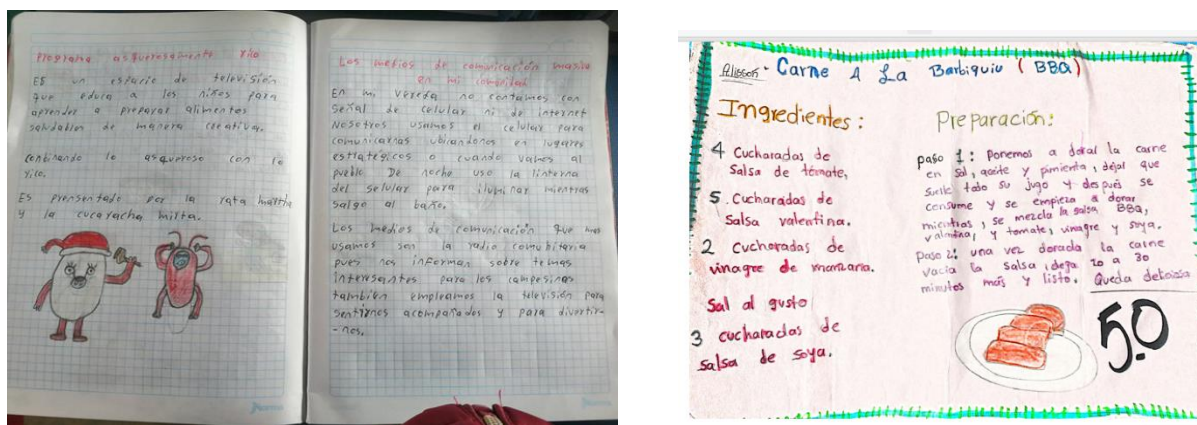 Programa asquerosamente rico
Es un espacio de televisión
que educa a los niños para
aprender a preparar alimentos
saludables de manera creativa.
combinando lo asqueroso con lo
rico.
Es prensentado por la rata martha
y la cucaracha mirta.
Los medios de comunicación masiva
en mi comunidad
En mi vereda no contamos con
señal de celular ni de internet
Nosotros usamos el celular para
comunicarnos ubicandonos en lugares
estratégicos o cuando vamos al
pueblo De noche uso la linterna
del selular para iluminar mientras
salgo al baño.
Los medios de comunicación que mas
usamos son la radio comunitaria
pues nos informan sobre temas
interesantes para los campesinos
también empleamos la televisión para
sentirnos acompañados y para divertir-
-nos.
Alisson - Carne A La Barbiquiu (BBQ)
Ingredientes:
4 Cucharadas de
Salsa de tomate,
5 Cucharadas de
Salsa valentina.
2 Cucharadas de
vinagre de manzana.
Sal al gusto
3 cucharadas de
salsa de soya.
Preparación:
paso 1: Ponemos a dorar la carne
en sal, aceite y pimienta, dejar que
suelte todo su jugo y después se
consume y se empieza a dorar
mientras, se mezcla la salsa BBQ,
valentina, y tomate, vinagre y soya.
Paso 2: una vez dorada la carne
vacía la salsa, deja 20 a 30
minutos más y listo. Queda deliciosa
5.0